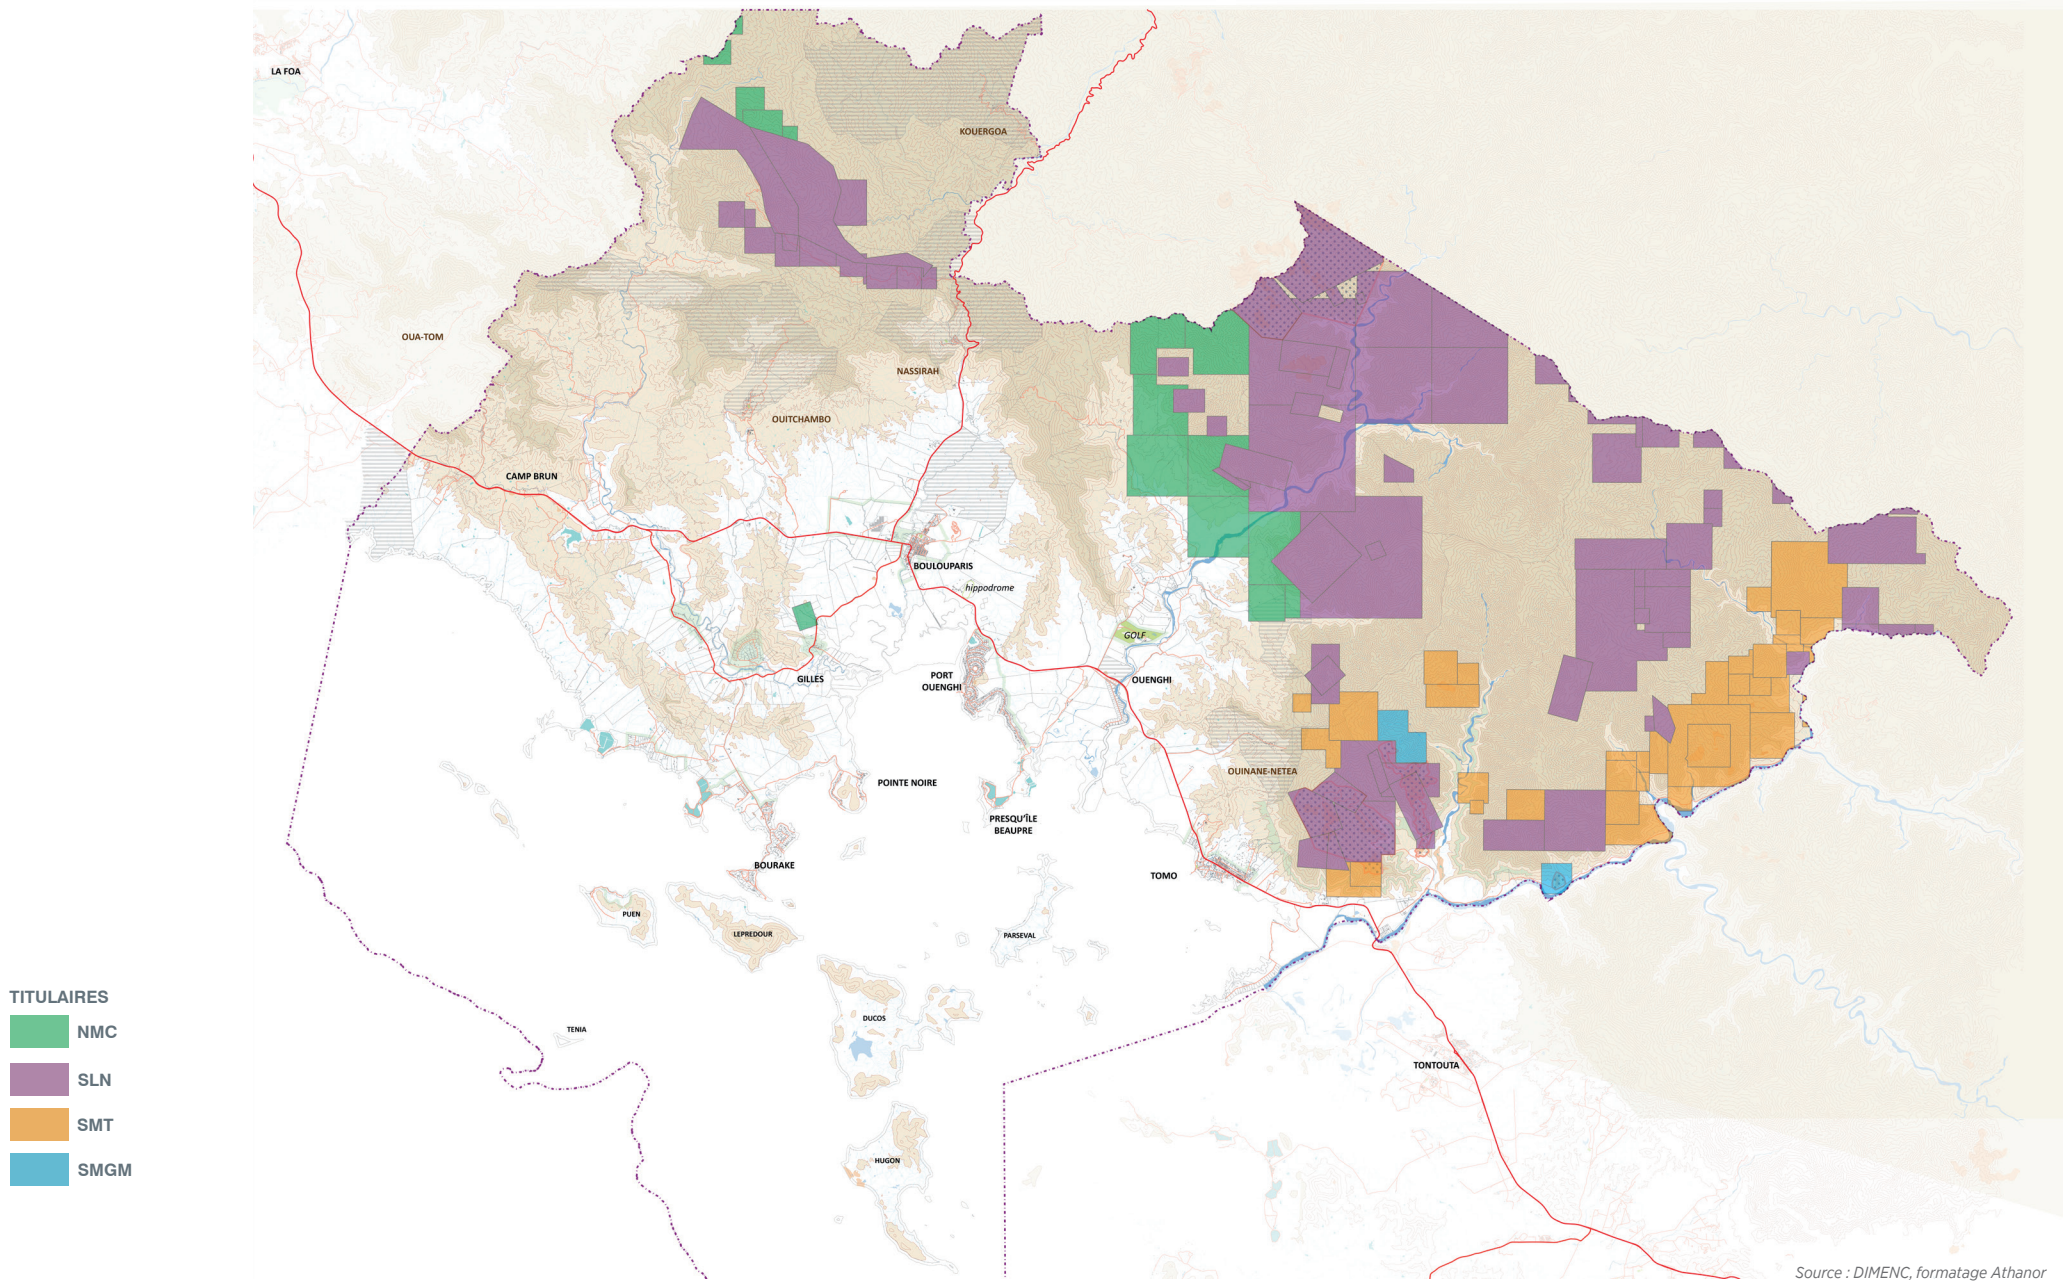 LA FOA
KOUERGOA
OUA-TOM
NASSIRAH
OUITCHAMBO
CAMP BRUN
BOULOUPARIS
hippodrome
GOLF
GILLES
PORT
OUENGHI
OUENGHI
OUINANE-NETEA
POINTE NOIRE
PRESQU'ÎLE
BEAUPRE
BOURAKE
TOMO
PUEN
LEPREDOUR
PARSEVAL
TITULAIRES
NMC
SLN
SMT
SMGM
DUCOS
TENIA
TONTOUTA
HUGON
Source : DIMENC, formatage Athanor